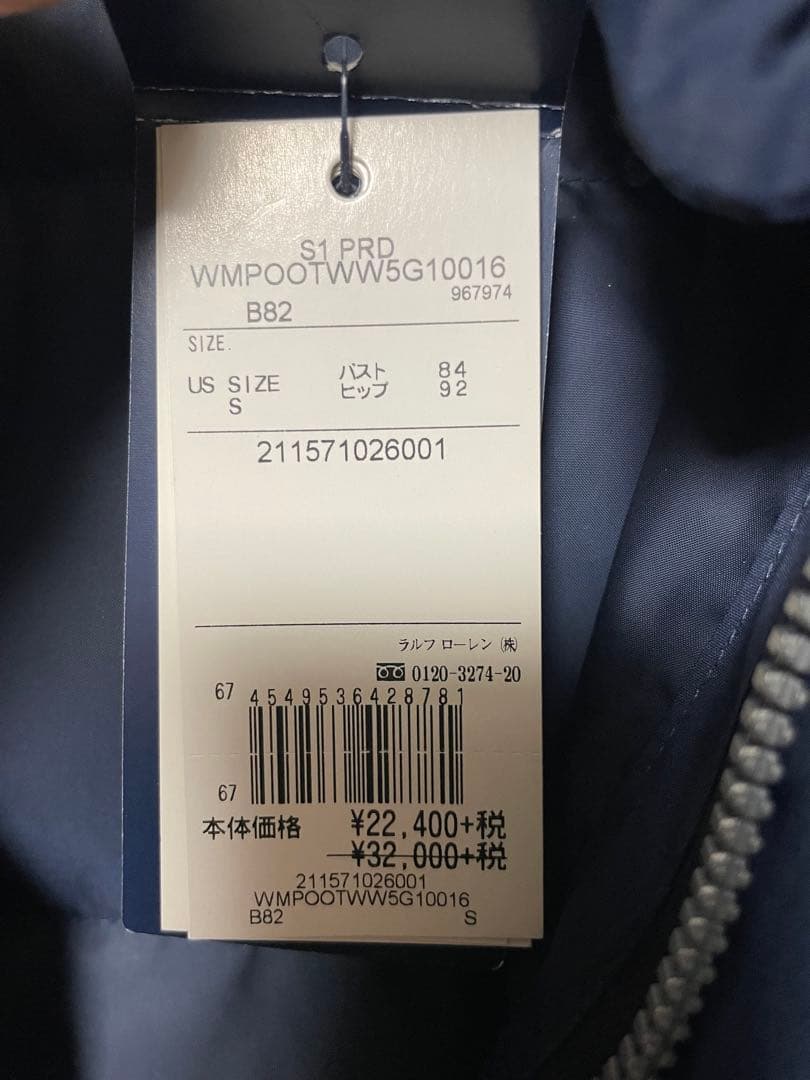 S1 PRD
WMPOOTWW5G10016
967974
B82
SIZE.
US SIZE バスト 84
S ヒップ 92
211571026001
ラルフ ローレン (株)
0120-3274-20
67 4549536428781
67
本体価格 ¥22,400+税
¥32,000+税
211571026001
WMPOOTWW5G10016
B82 S